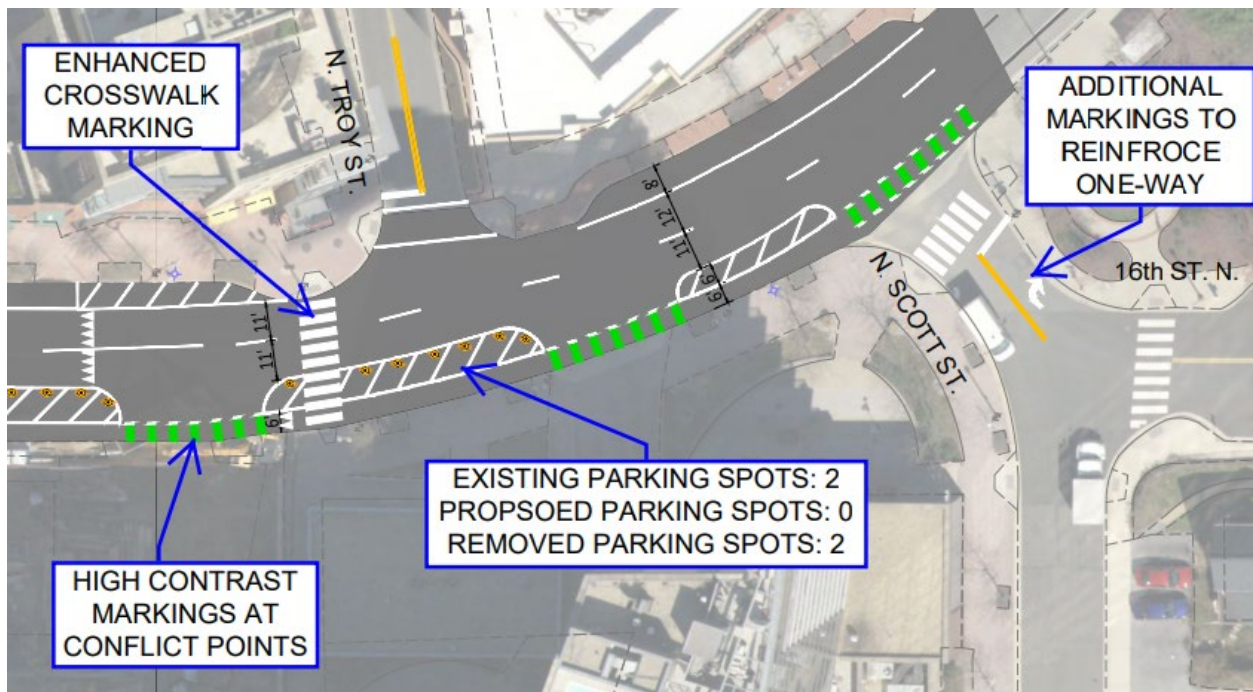 ENHANCED
CROSSWALK
MARKING
N. TROY ST.
ADDITIONAL
MARKINGS TO
REINFROCE
ONE-WAY
8'
12'
11'
6'
6'
16th ST. N.
N. SCOTT ST.
11'
11'
6'
EXISTING PARKING SPOTS: 2
PROPSOED PARKING SPOTS: 0
REMOVED PARKING SPOTS: 2
HIGH CONTRAST
MARKINGS AT
CONFLICT POINTS